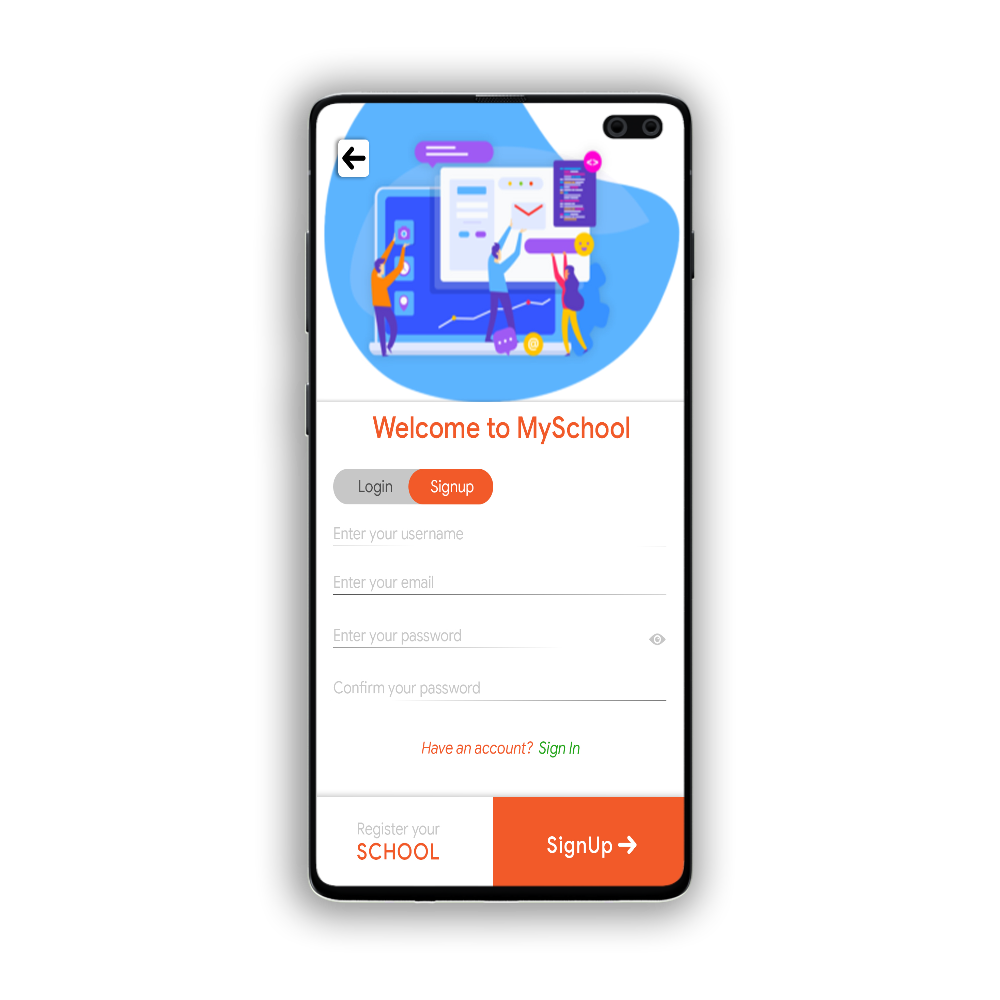 Welcome to MySchool
Login Signup
Enter your username
Enter your email
Enter your password
Confirm your password
Have an account? Sign In
Register your
SCHOOL
SignUp